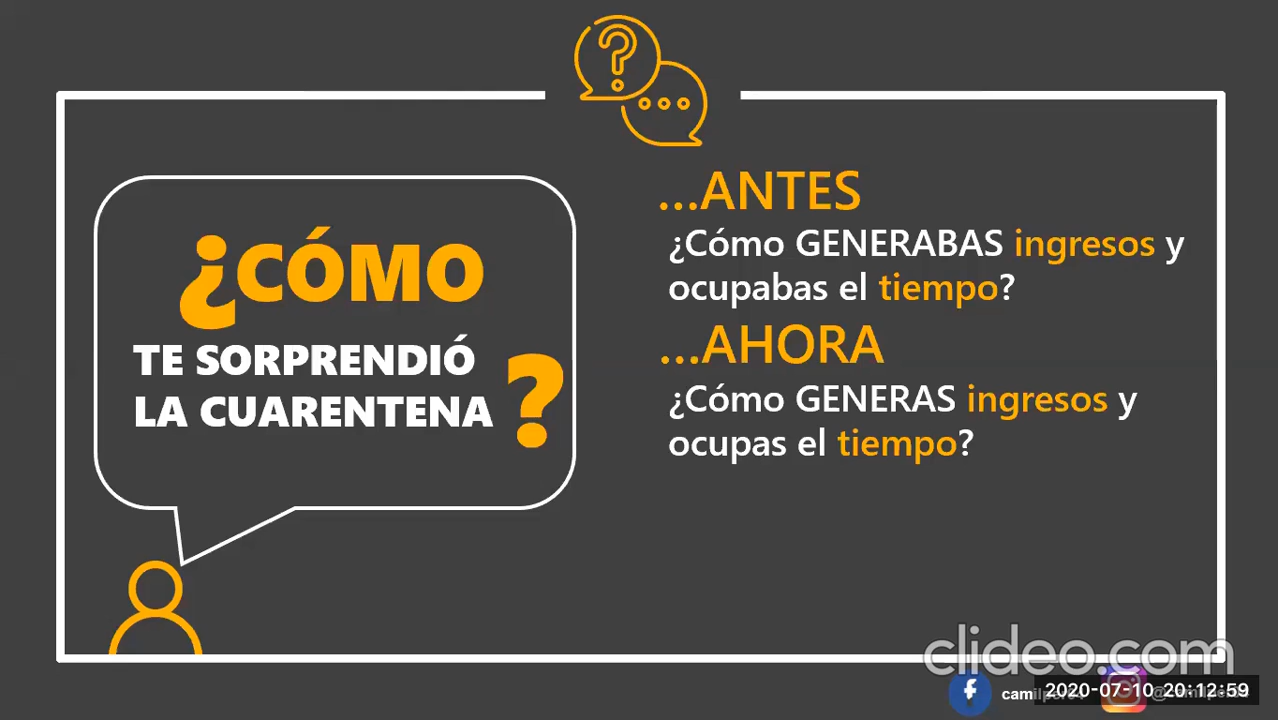 ¿CÓMO
TE SORPRENDIÓ
LA CUARENTENA?
...ANTES
¿Cómo GENERABAS ingresos y
ocupabas el tiempo?
...AHORA
¿Cómo GENERAS ingresos y
ocupas el tiempo?
clideo.com
2020-07-10 20:12:59